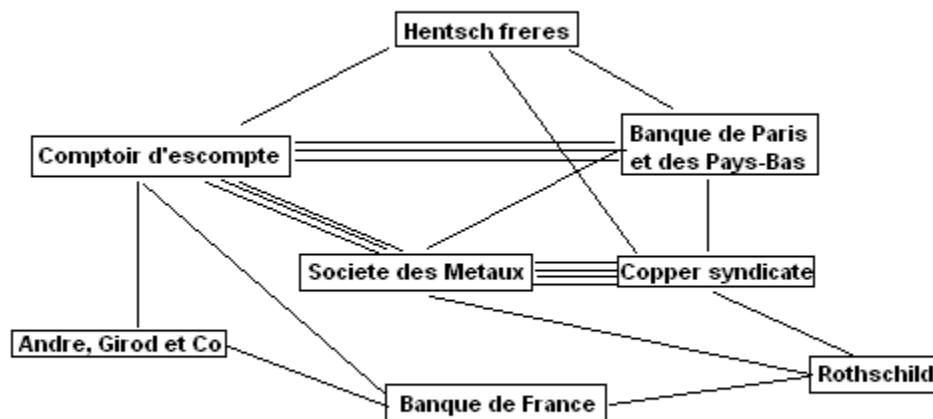 Hentsch freres
Comptoir d'escompte
Banque de Paris
et des Pays-Bas
Societe des Metaux
Copper syndicate
Andre, Girod et Co
Rothschild
Banque de France